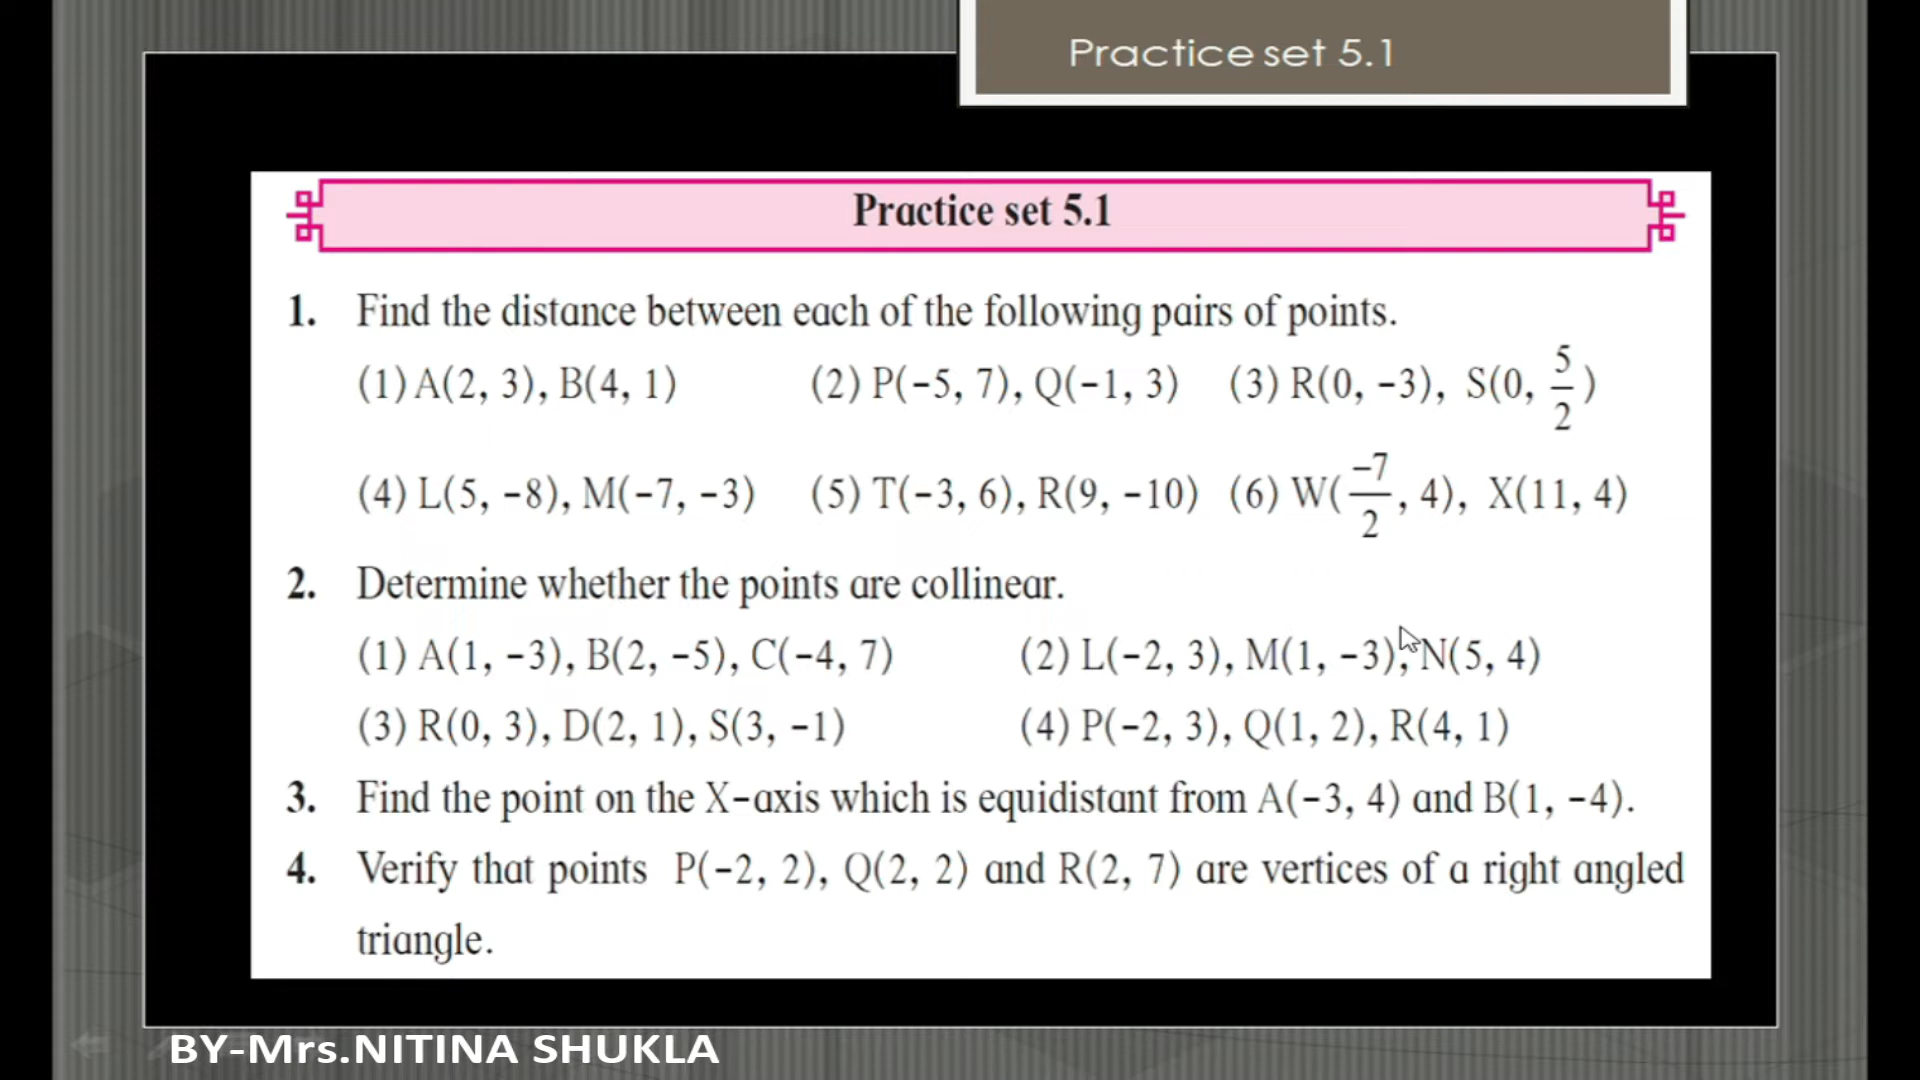 Practice set 5.1
Practice set 5.1
1. Find the distance between each of the following pairs of points.
(1) A(2, 3), B(4, 1) (2) P(−5, 7), Q(−1, 3) (3) R(0, −3), S(0, 5/2)
(4) L(5, −8), M(−7, −3) (5) T(−3, 6), R(9, −10) (6) W(−7/2, 4), X(11, 4)
2. Determine whether the points are collinear.
(1) A(1, −3), B(2, −5), C(−4, 7) (2) L(−2, 3), M(1, −3), N(5, 4)
(3) R(0, 3), D(2, 1), S(3, −1) (4) P(−2, 3), Q(1, 2), R(4, 1)
3. Find the point on the X-axis which is equidistant from A(−3, 4) and B(1, −4).
4. Verify that points P(−2, 2), Q(2, 2) and R(2, 7) are vertices of a right angled
triangle.
BY-Mrs.NITINA SHUKLA